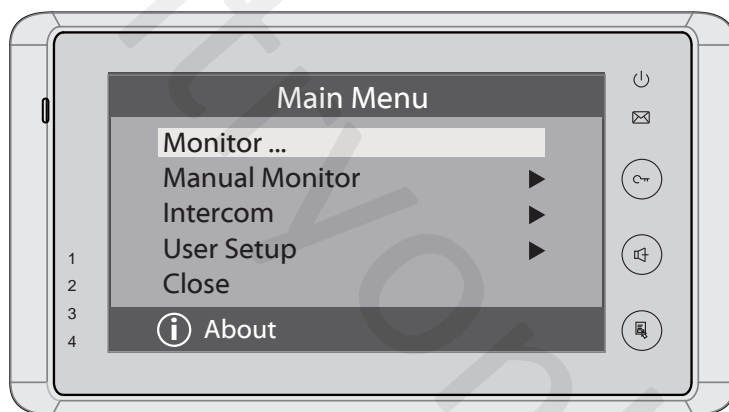 Main Menu
Monitor ...
Manual Monitor
Intercom
User Setup
Close
About
1
2
3
4